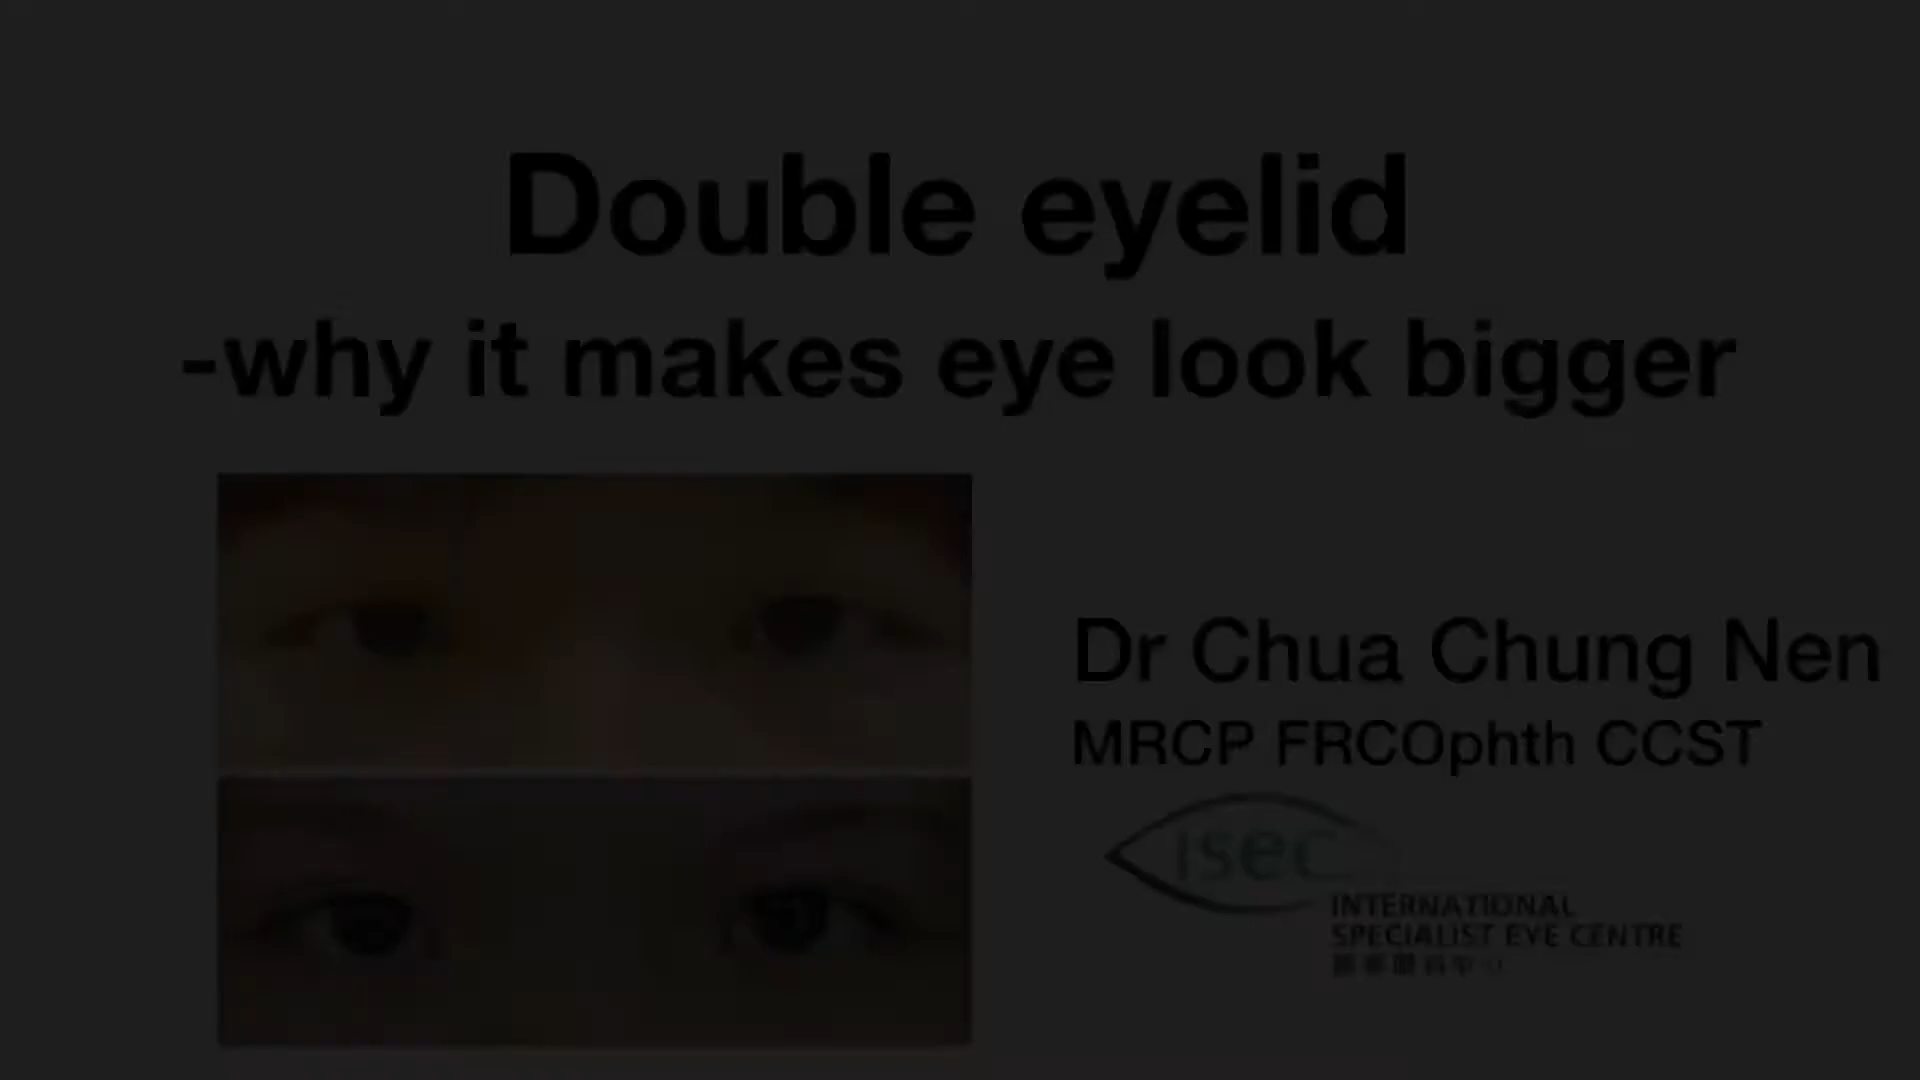 Double eyelid
-why it makes eye look bigger
Dr Chua Chung Nen
MRCP FRCOphth CCST
isec
INTERNATIONAL
SPECIALIST EYE CENTRE